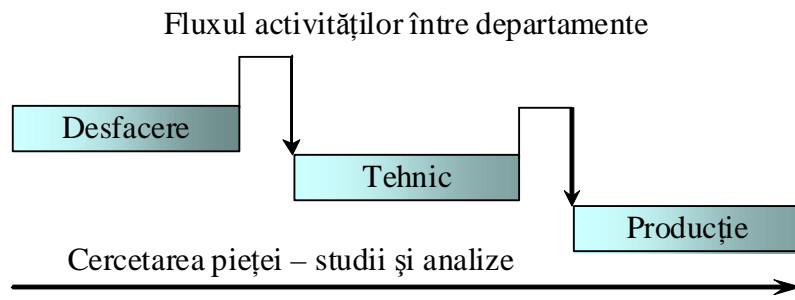 Fluxul activităților între departamente
Desfacere
Tehnic
Producție
Cercetarea pieței – studii şi analize